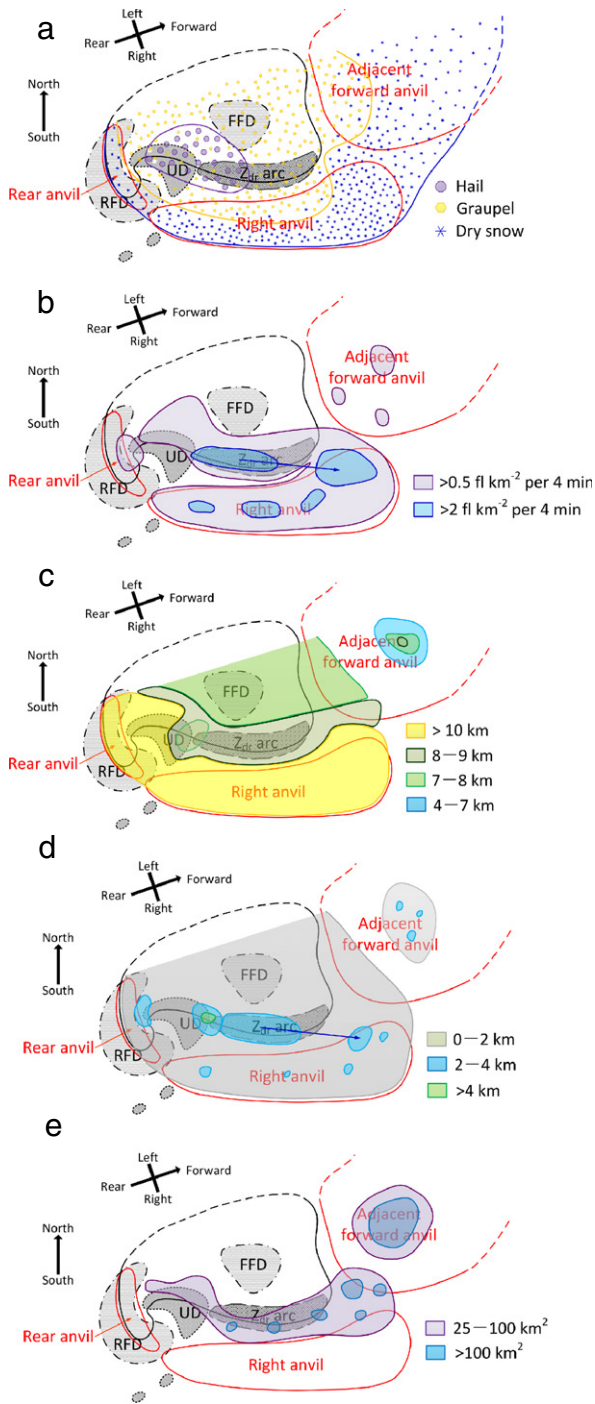 a
Left
Rear
Forward
Right
North
South
Adjacent
forward anvil
FFD
UD
Zdr arc
Rear anvil
RFD
Right anvil
Hail
Graupel
Dry snow
b
Left
Rear
Forward
Right
North
South
Adjacent
forward anvil
FFD
UD
Zdr arc
Rear anvil
RFD
Right anvil
>0.5 fl km⁻² per 4 min
>2 fl km⁻² per 4 min
c
Left
Rear
Forward
Right
North
South
Adjacent
forward anvil
FFD
UD
Zdr arc
Rear anvil
RFD
Right anvil
> 10 km
8—9 km
7—8 km
4—7 km
d
Left
Rear
Forward
Right
North
South
Adjacent
forward anvil
FFD
UD
Zdr arc
Rear anvil
RFD
Right anvil
0—2 km
2—4 km
>4 km
e
Left
Rear
Forward
Right
North
South
Adjacent
forward anvil
FFD
UD
Zdr arc
Rear anvil
RFD
Right anvil
25—100 km²
>100 km²